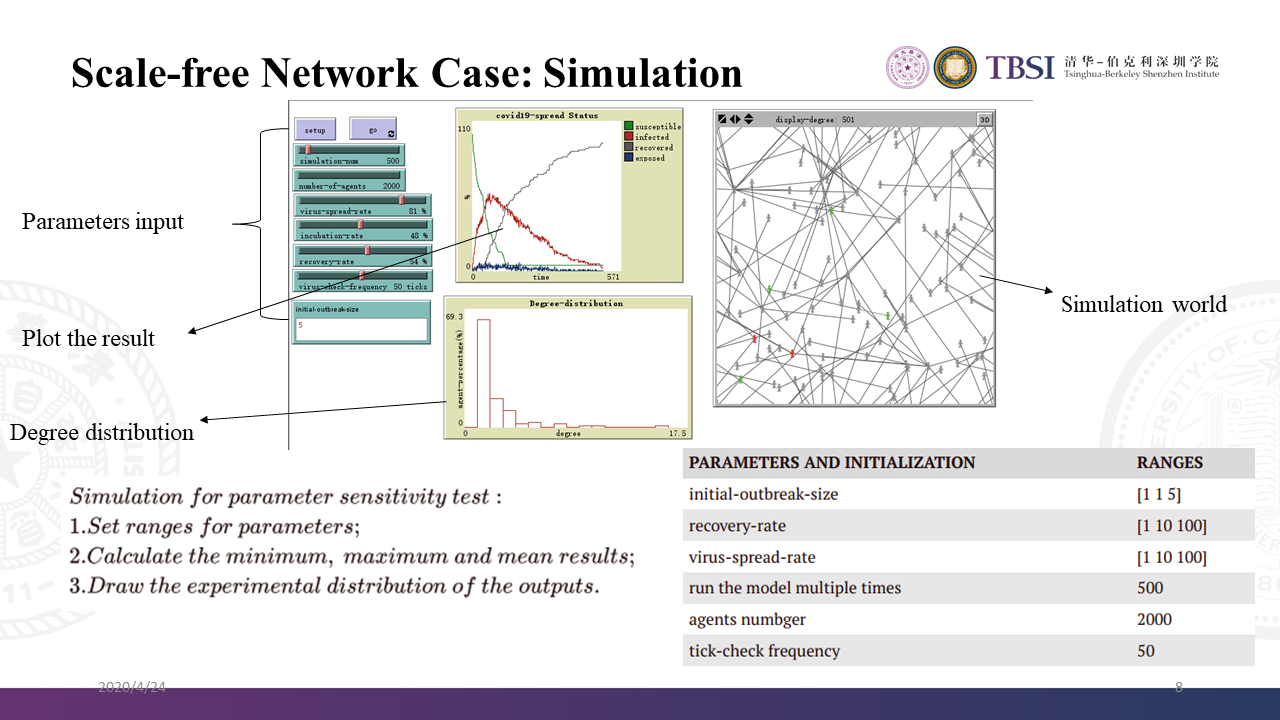 Scale-free Network Case: Simulation
TBSI
清华-伯克利深圳学院
Tsinghua-Berkeley Shenzhen Institute
setup
go
simulation-num 500
number-of-agents 2000
virus-spread-rate 81 %
incubation-rate 48 %
recovery-rate 54 %
virus-check-frequency 50 ticks
initial-outbreak-size
5
Parameters input
Plot the result
Degree distribution
covid19-spread Status
110
%
0
0
time
571
susceptible
infected
recovered
exposed
Degree-distribution
69.3
agent-percentage(%)
0
0
degree
17.5
display-degree: 501
3D
Simulation world
Simulation for parameter sensitivity test :
1.Set ranges for parameters;
2.Calculate the minimum, maximum and mean results;
3.Draw the experimental distribution of the outputs.
PARAMETERS AND INITIALIZATION RANGES
initial-outbreak-size [1 1 5]
recovery-rate [1 10 100]
virus-spread-rate [1 10 100]
run the model multiple times 500
agents numbger 2000
tick-check frequency 50
2020/4/24
8